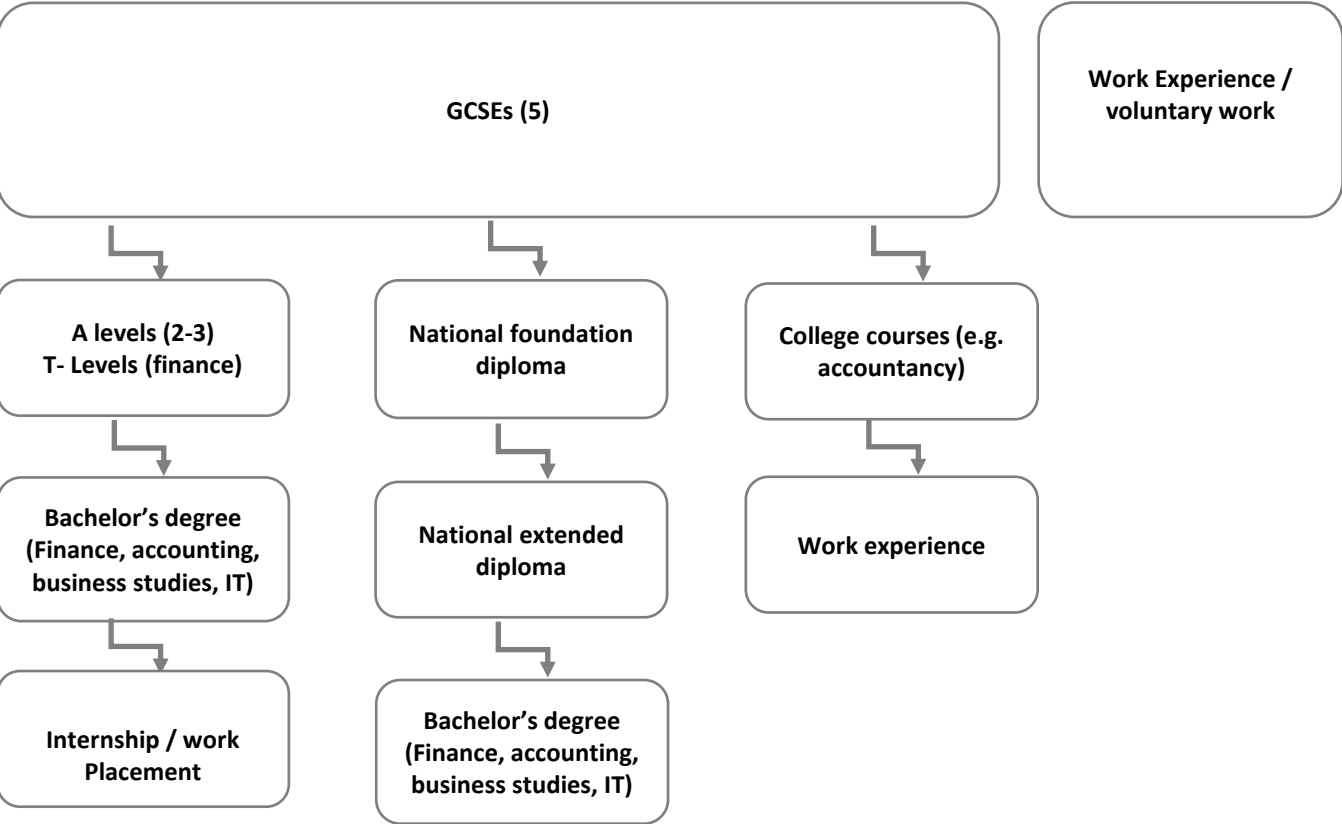 GCSEs (5)
Work Experience /
voluntary work
A levels (2-3)
T- Levels (finance)
National foundation
diploma
College courses (e.g.
accountancy)
Bachelor’s degree
(Finance, accounting,
business studies, IT)
National extended
diploma
Work experience
Internship / work
Placement
Bachelor’s degree
(Finance, accounting,
business studies, IT)